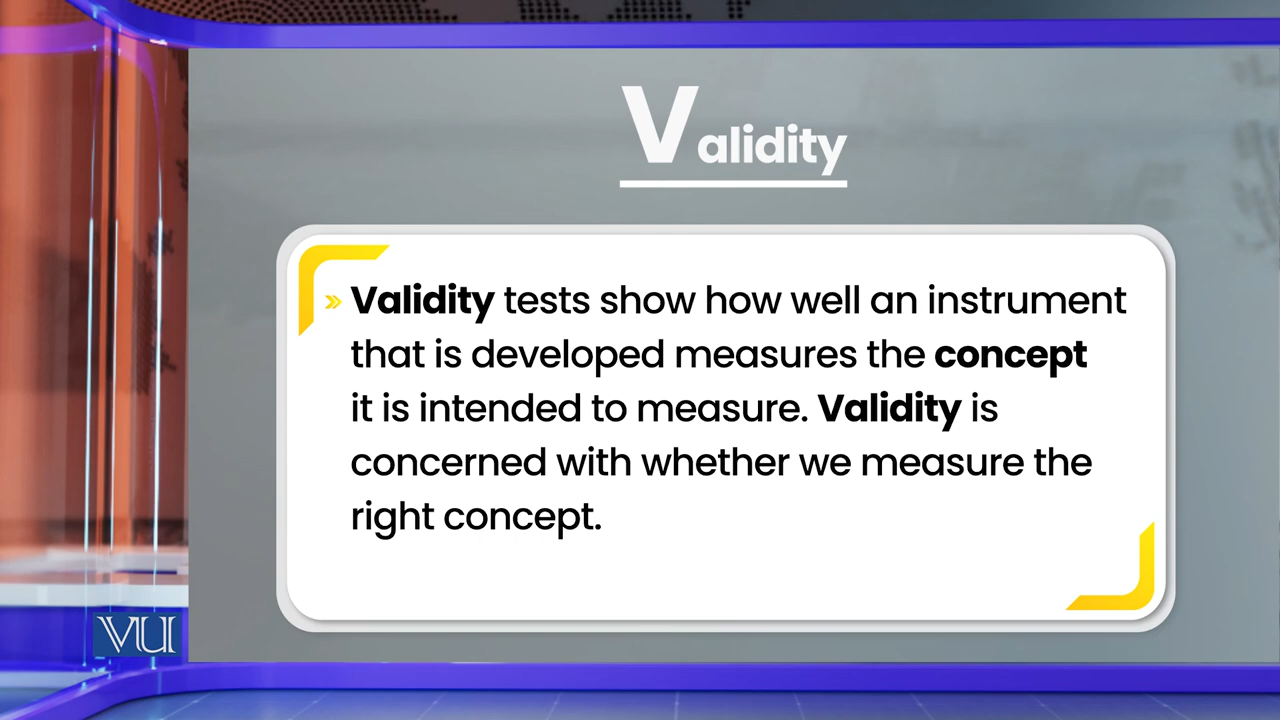 Validity
» Validity tests show how well an instrument
that is developed measures the concept
it is intended to measure. Validity is
concerned with whether we measure the
right concept.
VU